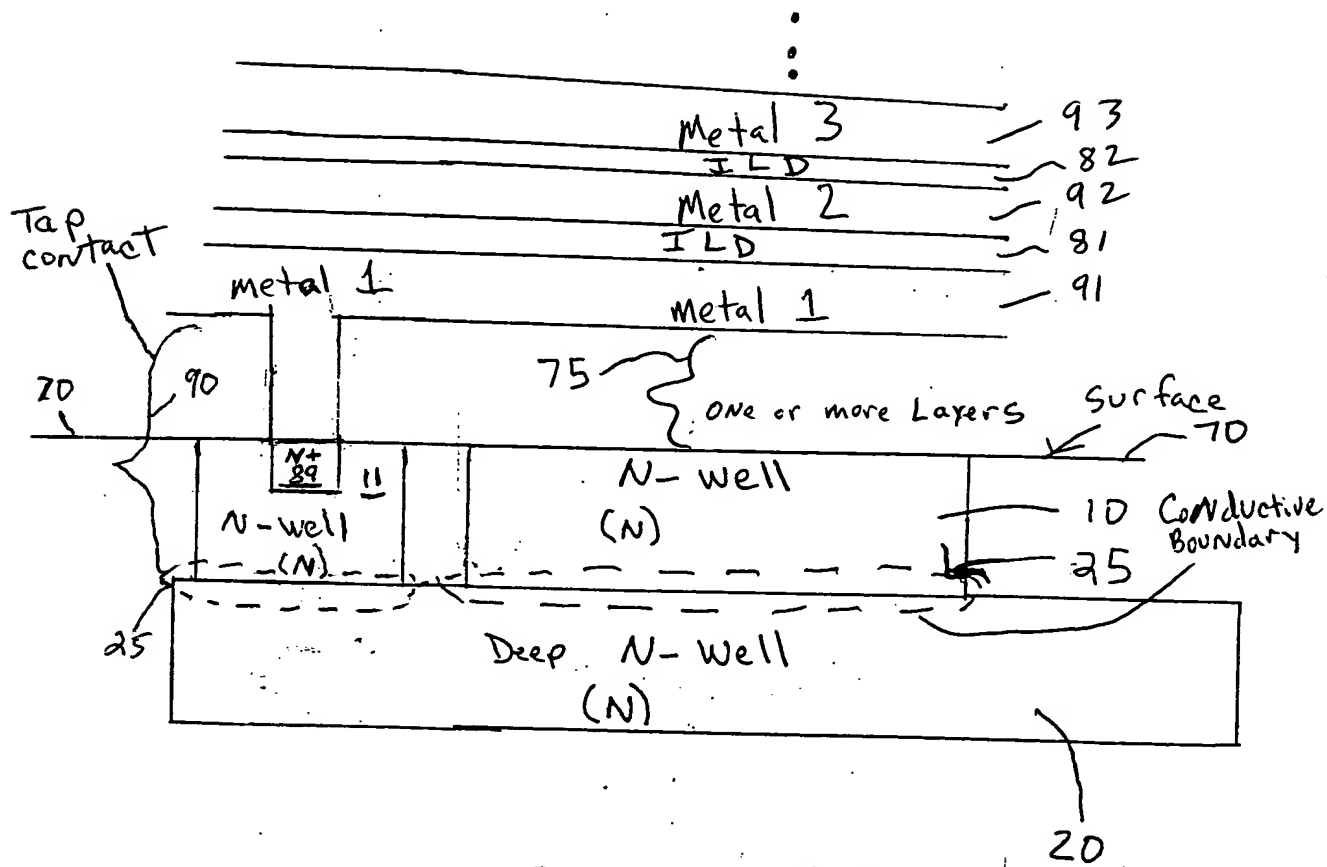 Metal 3
93
ILD
82
Metal 2
92
ILD
81
Tap
contact
metal 1
metal 1
91
75
90
70
one or more Layers
Surface
70
N+
89
11
N-well
(N)
N-well
(N)
10
Conductive
Boundary
25
25
Deep N-Well
(N)
20